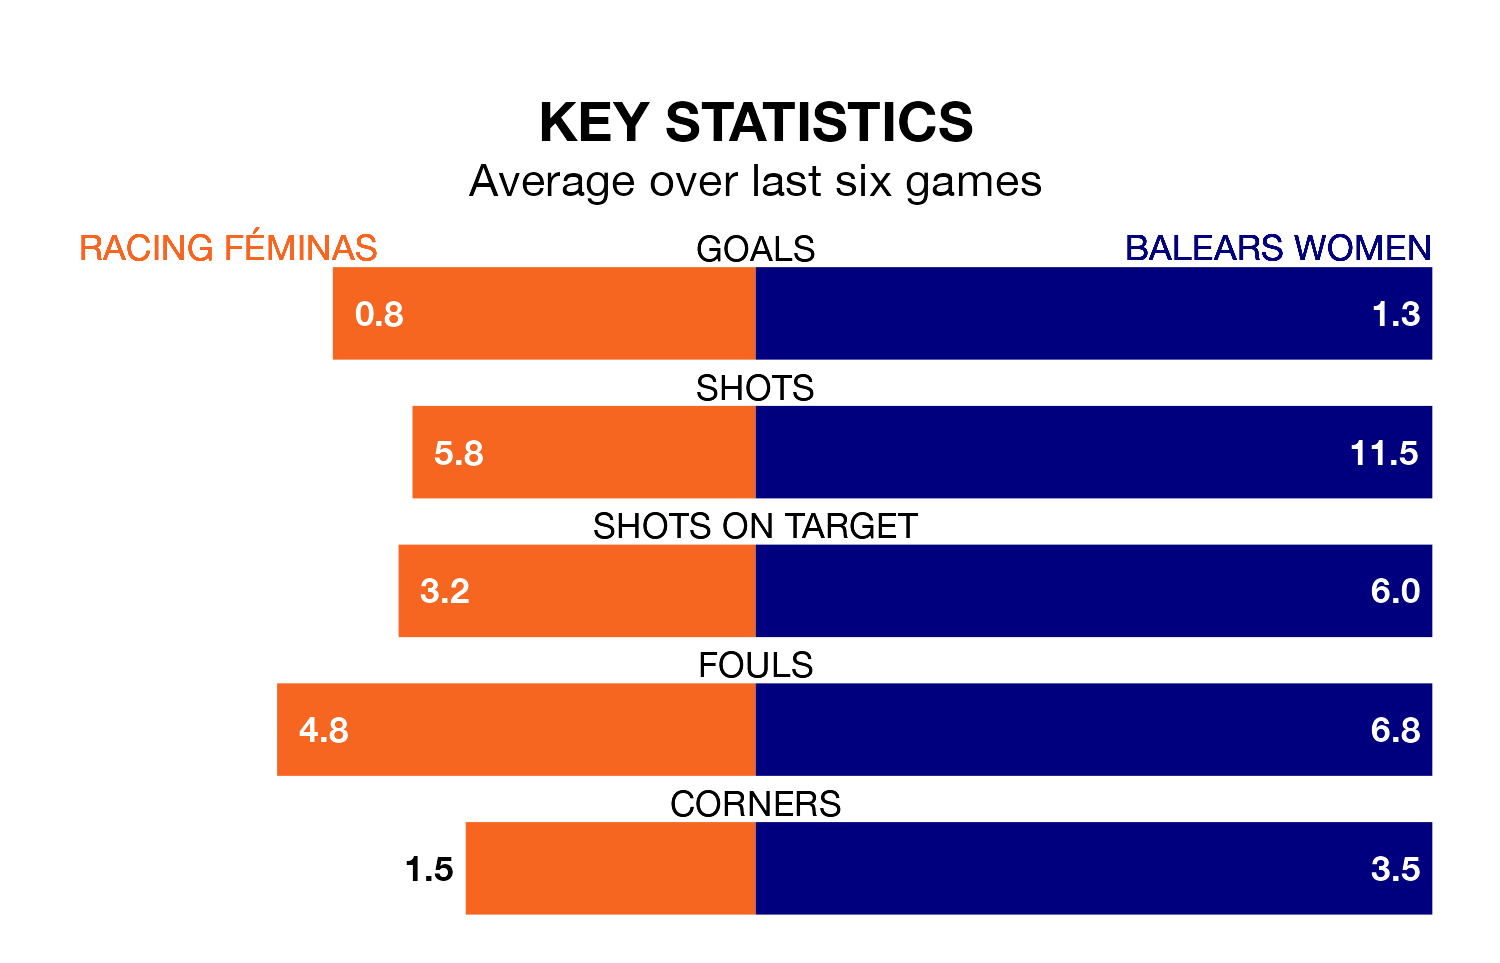 KEY STATISTICS
Average over last six games
RACING FÉMINAS GOALS BALEARS WOMEN
0.8 1.3
SHOTS
5.8 11.5
SHOTS ON TARGET
3.2 6.0
FOULS
4.8 6.8
CORNERS
1.5 3.5